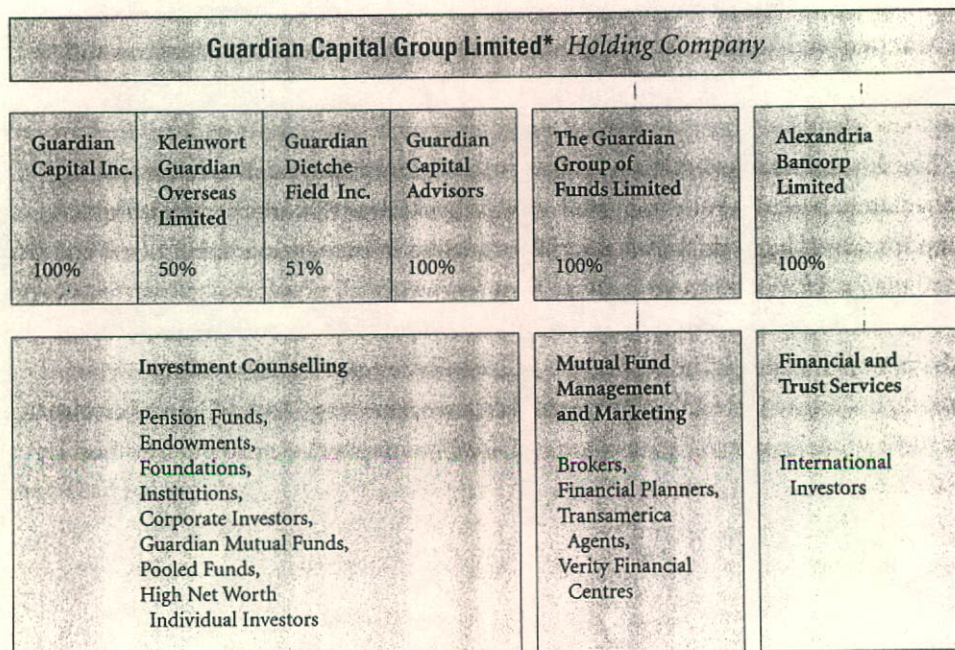 Guardian Capital Group Limited* Holding Company
Guardian
Capital Inc.
100%
Kleinwort
Guardian
Overseas
Limited
50%
Guardian
Dietche
Field Inc.
51%
Guardian
Capital
Advisors
100%
The Guardian
Group of
Funds Limited
100%
Alexandria
Bancorp
Limited
100%
Investment Counselling
Pension Funds,
Endowments,
Foundations,
Institutions,
Corporate Investors,
Guardian Mutual Funds,
Pooled Funds,
High Net Worth
Individual Investors
Mutual Fund
Management
and Marketing
Brokers,
Financial Planners,
Transamerica
Agents,
Verity Financial
Centres
Financial and
Trust Services
International
Investors